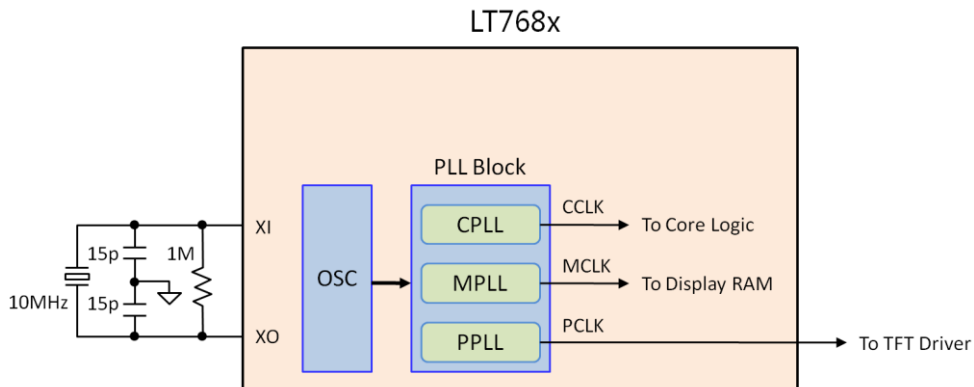 LT768x
PLL Block
XI
XO
15p
15p
1M
10MHz
OSC
CPLL
MPLL
PPLL
CCLK
MCLK
PCLK
To Core Logic
To Display RAM
To TFT Driver